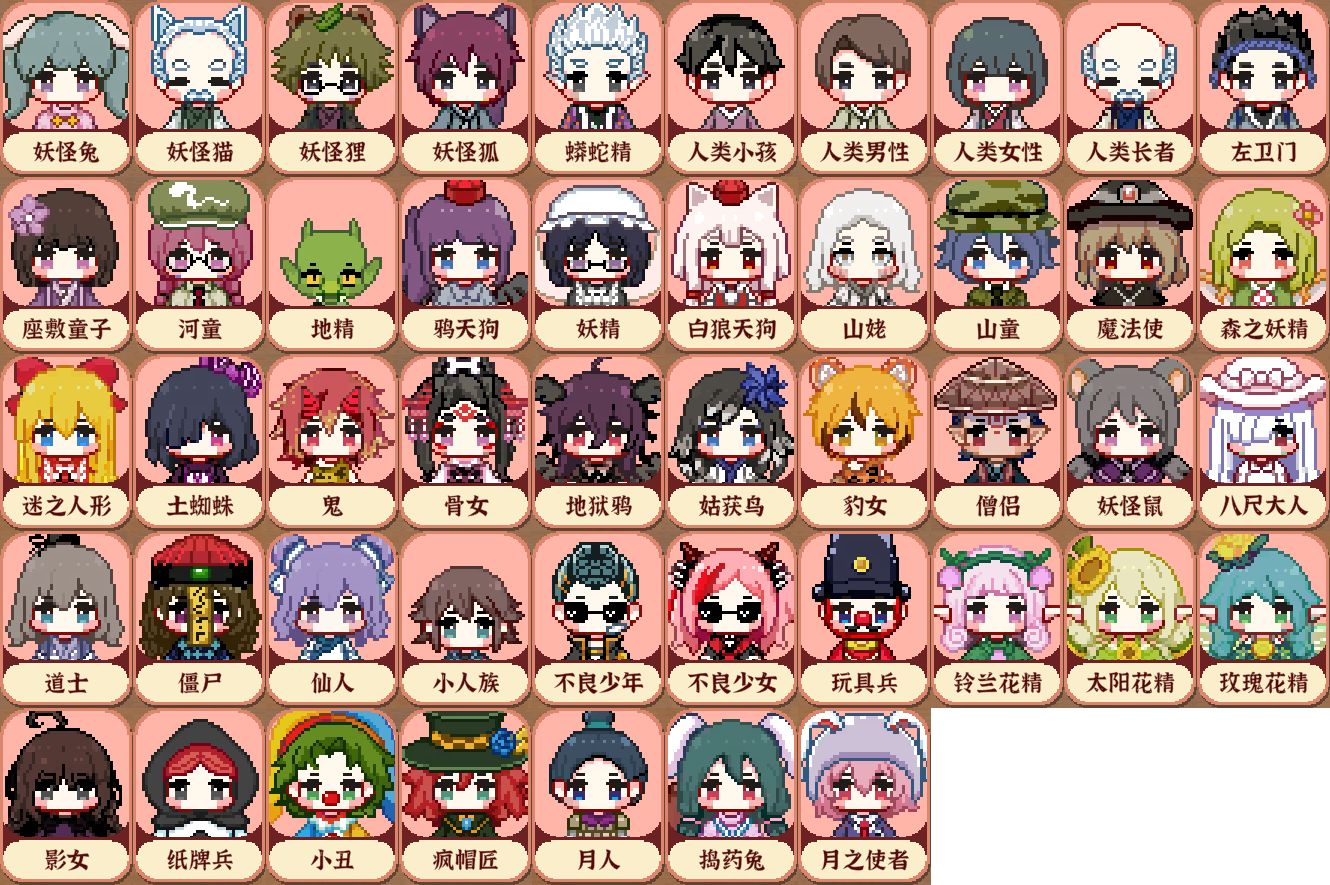 妖怪兔
妖怪猫
妖怪狸
妖怪狐
蟒蛇精
人类小孩
人类男性
人类女性
人类长者
左卫门
座敷童子
河童
地精
鸦天狗
妖精
白狼天狗
山姥
山童
魔法使
森之妖精
迷之人形
土蜘蛛
鬼
骨女
地狱鸦
姑获鸟
豹女
僧侣
妖怪鼠
八尺大人
道士
僵尸
仙人
小人族
不良少年
不良少女
玩具兵
铃兰花精
太阳花精
玫瑰花精
影女
纸牌兵
小丑
疯帽匠
月人
捣药兔
月之使者